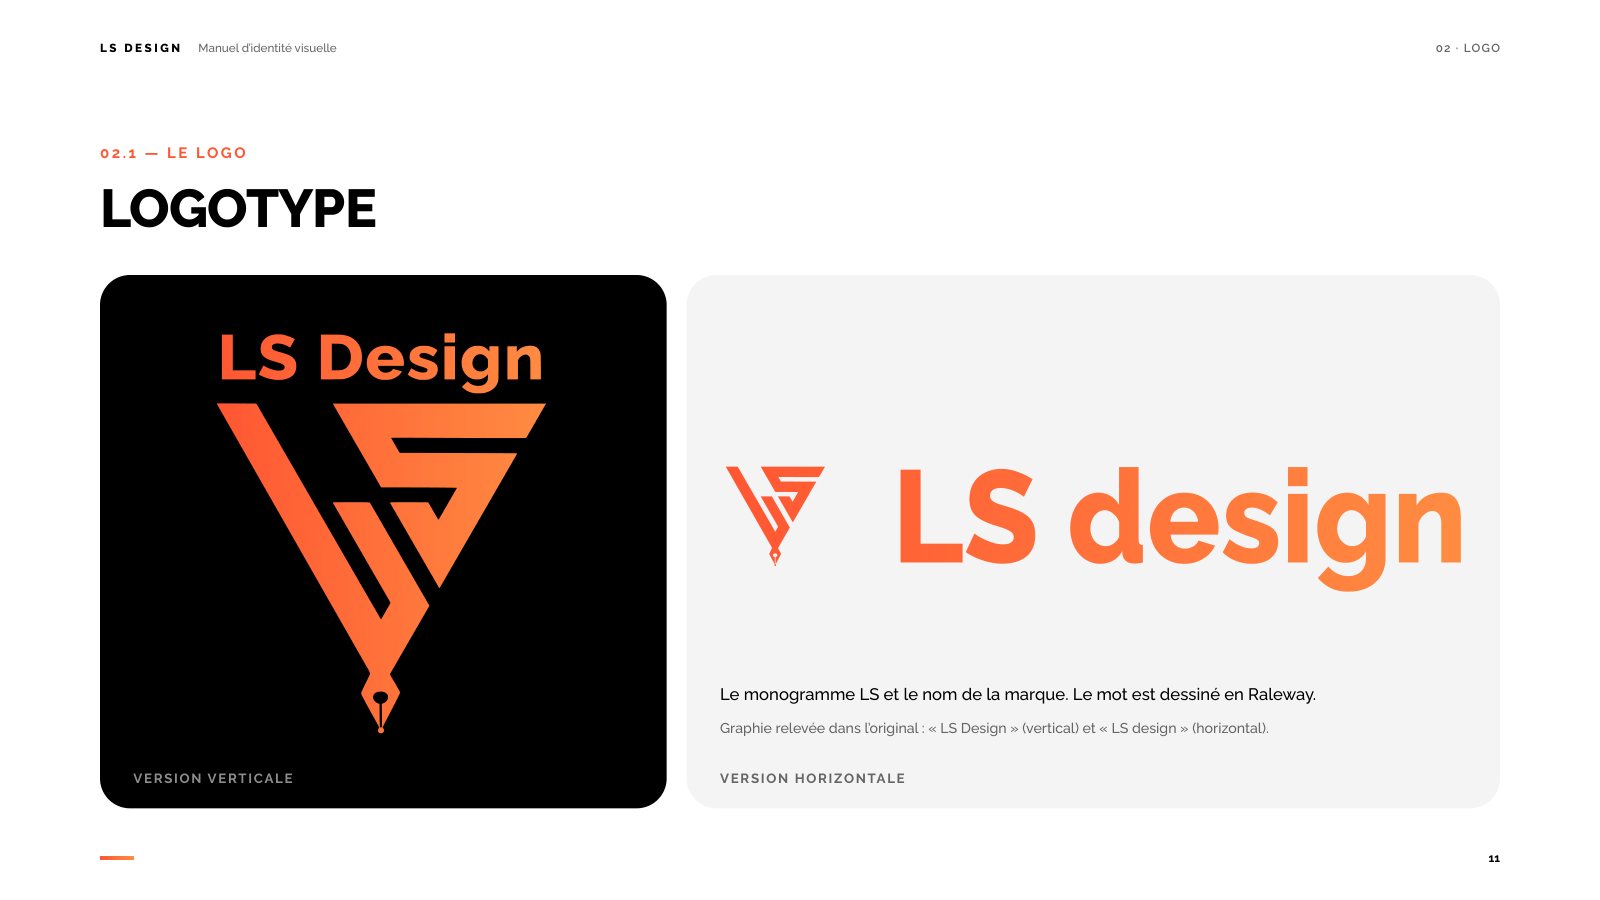 LS DESIGN Manuel d'identité visuelle
02 · LOGO
02.1 — LE LOGO
LOGOTYPE
LS Design
VERSION VERTICALE
LS design
Le monogramme LS et le nom de la marque. Le mot est dessiné en Raleway.
Graphie relevée dans l'original : « LS Design » (vertical) et « LS design » (horizontal).
VERSION HORIZONTALE
11